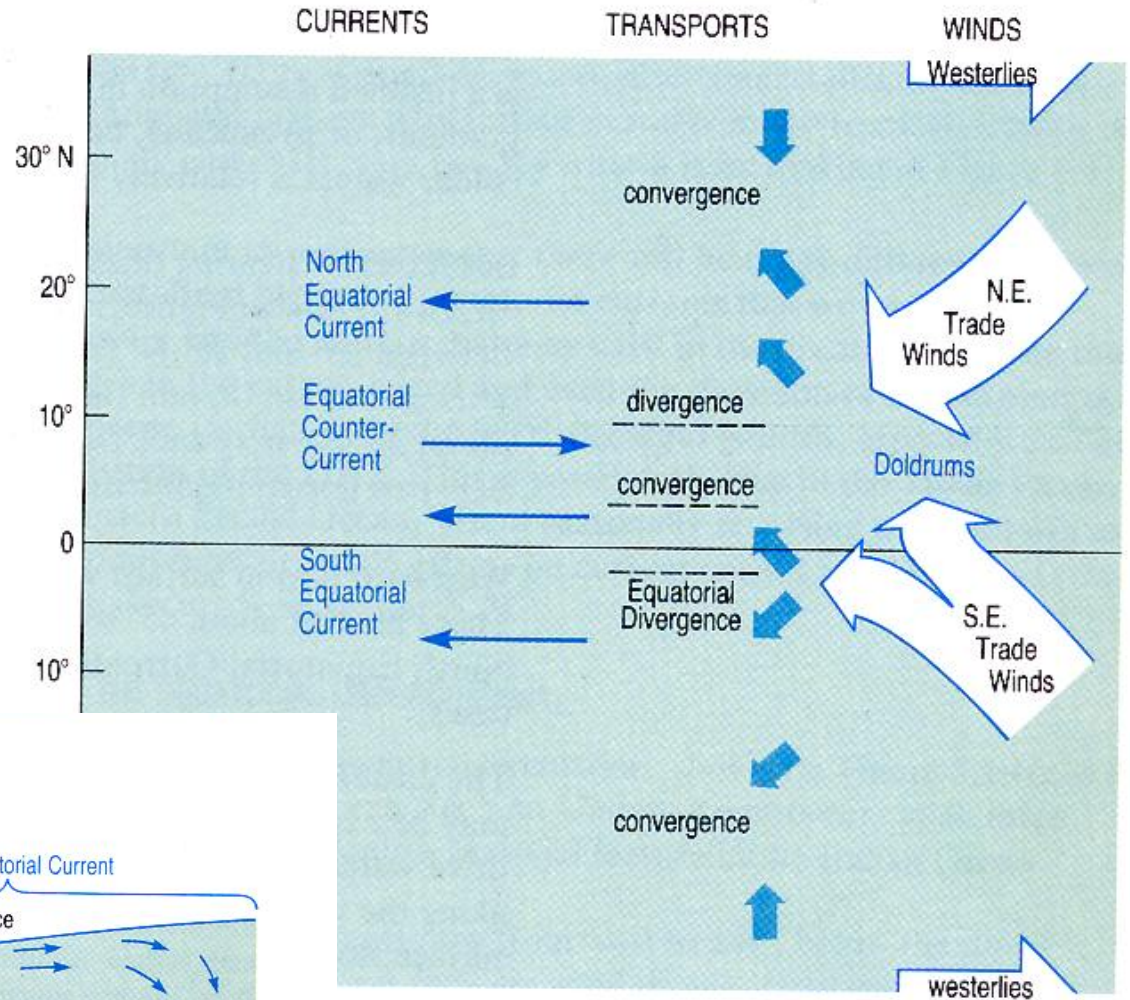 CURRENTS
TRANSPORTS
WINDS
Westerlies
30° N
convergence
North
Equatorial
Current
20°
N.E.
Trade
Winds
Equatorial
Counter-
Current
10°
divergence
Doldrums
convergence
0
South
Equatorial
Current
Equatorial
Divergence
S.E.
Trade
Winds
10°
convergence
westerlies
torial Current
ce